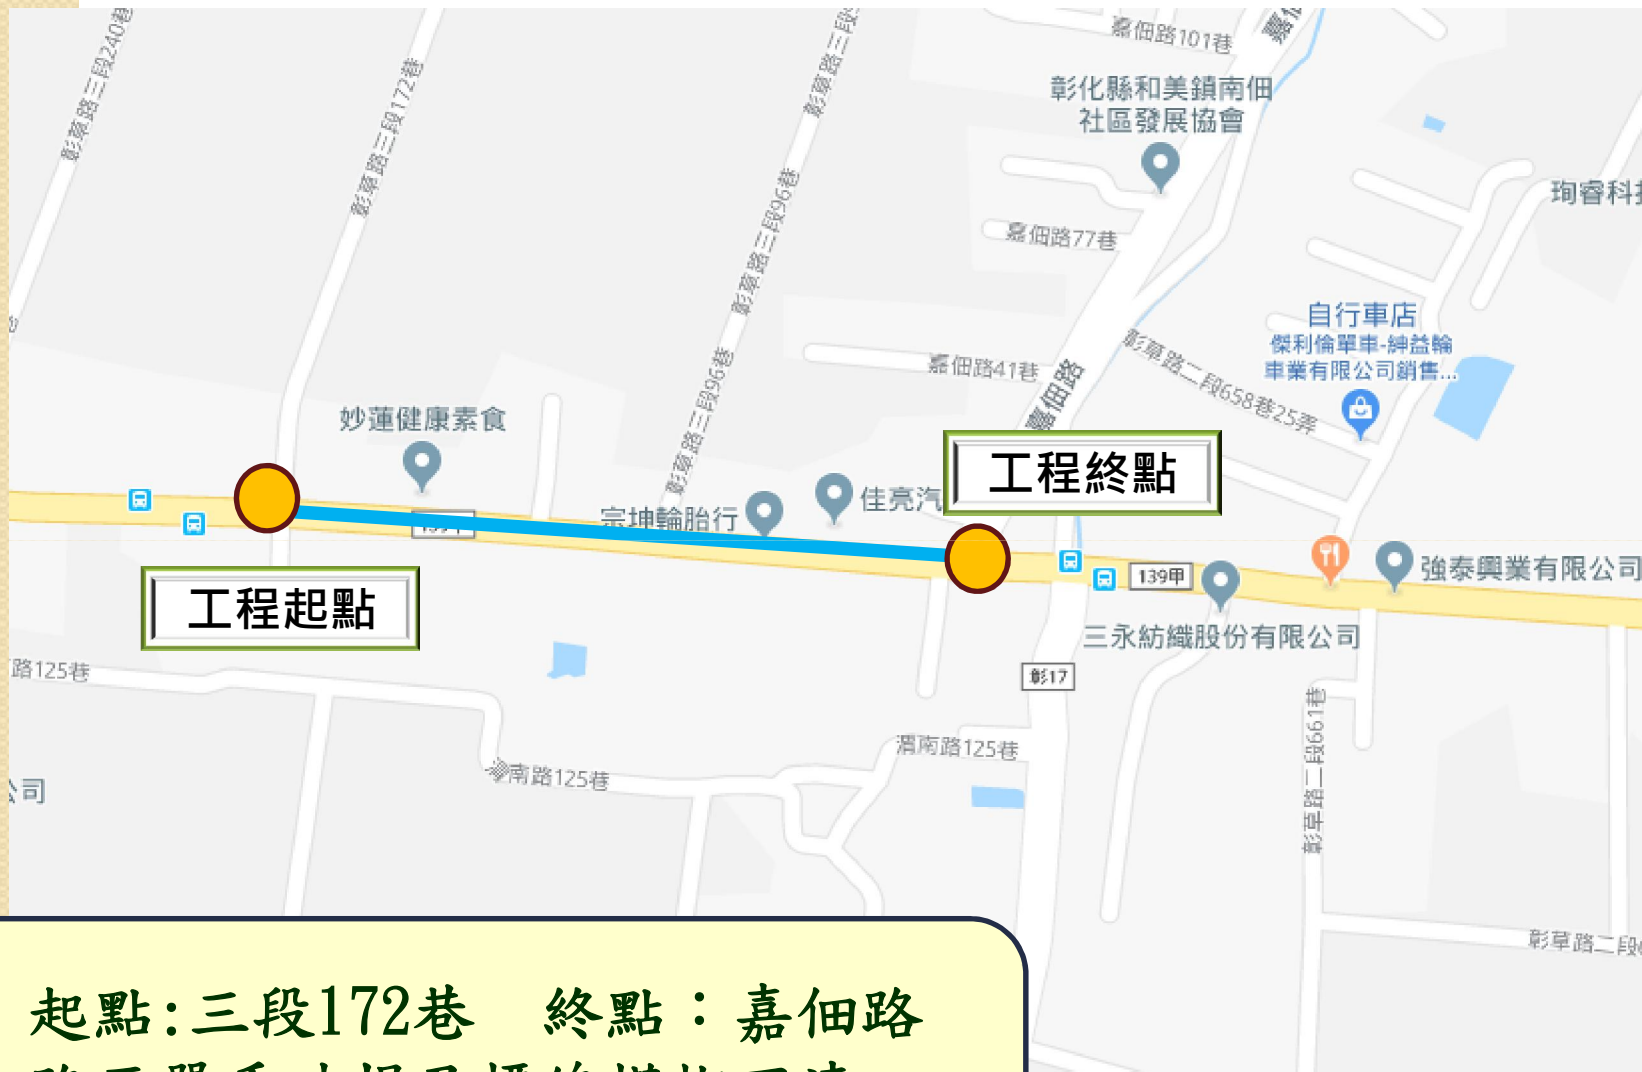 彰草路三段240巷
彰草路三段172巷
彰草路三段96巷
嘉佃路101巷
彰化縣和美鎮南佃
社區發展協會
嘉佃路77巷
珣睿科技
自行車店
傑利倫單車-紳益輪
車業有限公司銷售...
彰草路二段658巷25弄
嘉佃路41巷
嘉佃路
彰草路三段96巷
彰草路三段96巷
妙蓮健康素食
工程終點
宗坤輪胎行
佳亮汽
139甲
強泰興業有限公司
工程起點
三永紡織股份有限公司
彰17
路125巷
渭南路125巷
南路125巷
彰草路二段661巷
公司
彰草路二段
起點:三段172巷 終點：嘉佃路